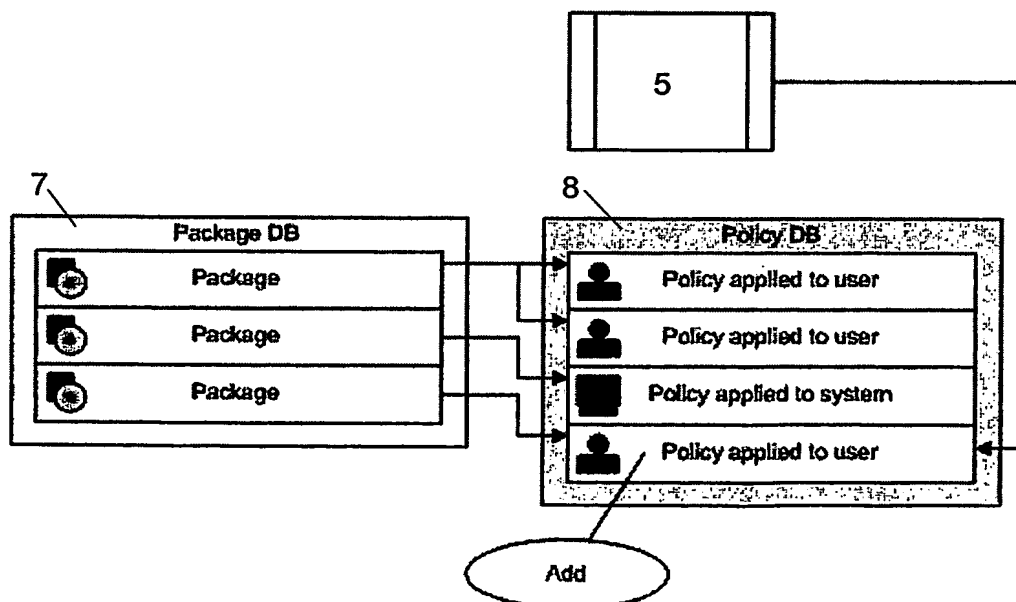 5
7
8
Package DB
Package
Package
Package
Policy DB
Policy applied to user
Policy applied to user
Policy applied to system
Policy applied to user
Add